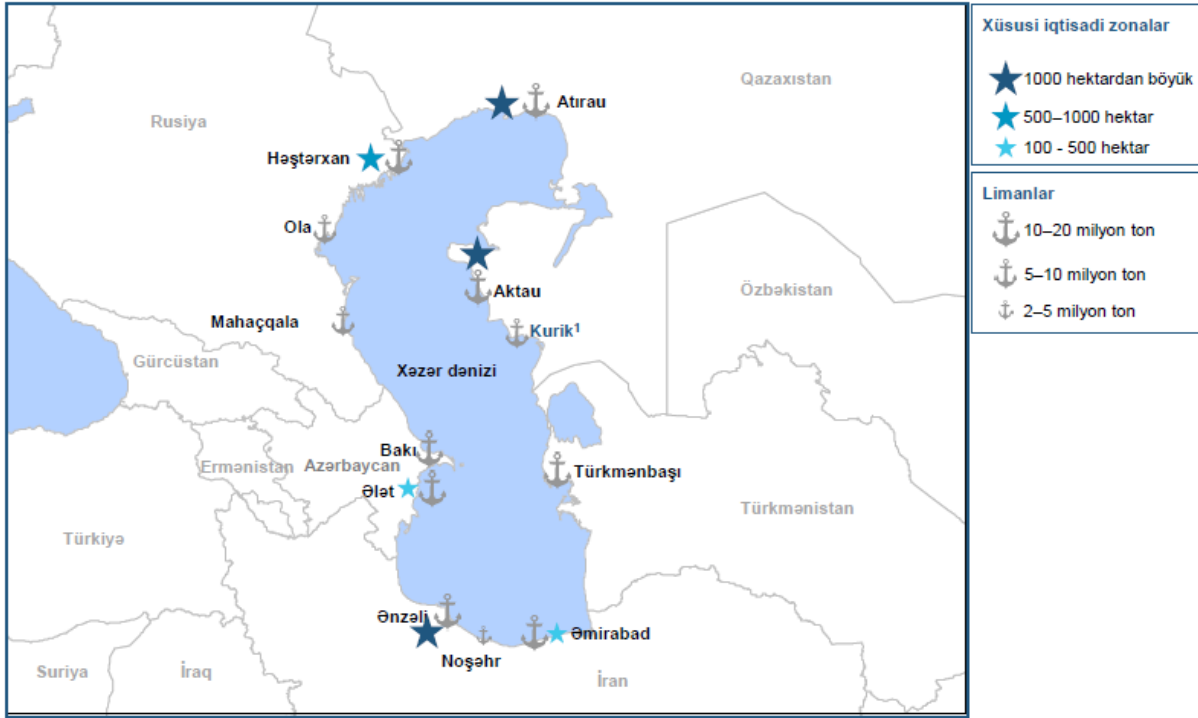 Qazaxıstan
Atırau
Rusiya
Həştərxan
Ola
Aktau
Özbəkistan
Mahaçqala
Kurik¹
Gürcüstan
Xəzər dənizi
Bakı
Ermənistan
Azərbaycan
Türkmənbaşı
Ələt
Türkmənistan
Türkiyə
Ənzəli
Əmirabad
Noşəhr
Suriya
İraq
İran
Xüsusi iqtisadi zonalar
1000 hektardan böyük
500–1000 hektar
100 - 500 hektar
Limanlar
10–20 milyon ton
5–10 milyon ton
2–5 milyon ton